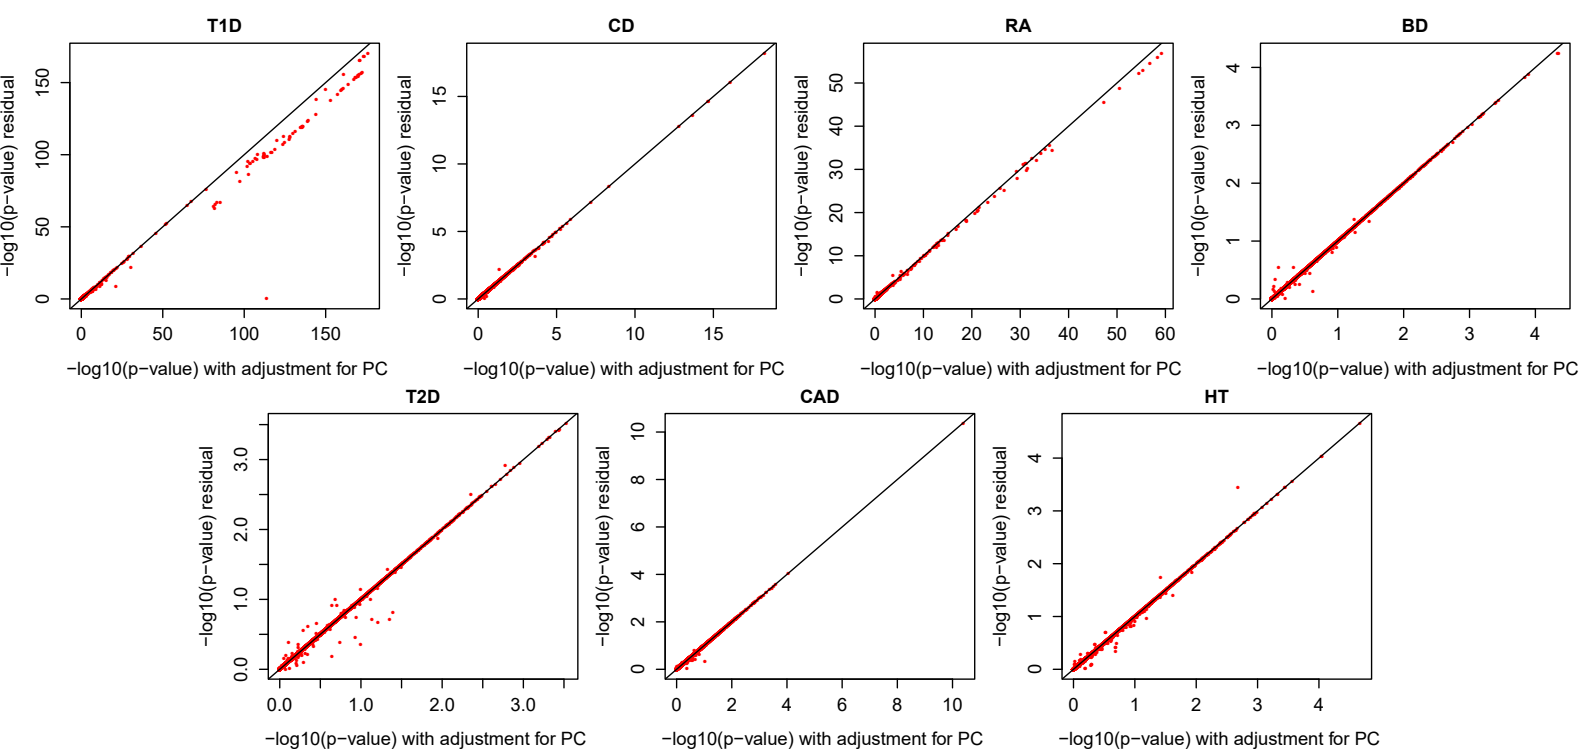 T1D
CD
RA
BD
−log10(p−value) residual
0 50 100 150
0 50 100 150
−log10(p−value) with adjustment for PC
−log10(p−value) residual
0 5 10 15
0 5 10 15
−log10(p−value) with adjustment for PC
−log10(p−value) residual
0 10 20 30 40 50
0 10 20 30 40 50 60
−log10(p−value) with adjustment for PC
−log10(p−value) residual
0 1 2 3 4
0 1 2 3 4
−log10(p−value) with adjustment for PC
T2D
CAD
HT
−log10(p−value) residual
0.0 1.0 2.0 3.0
0.0 1.0 2.0 3.0
−log10(p−value) with adjustment for PC
−log10(p−value) residual
0 2 4 6 8 10
0 2 4 6 8 10
−log10(p−value) with adjustment for PC
−log10(p−value) residual
0 1 2 3 4
0 1 2 3 4
−log10(p−value) with adjustment for PC